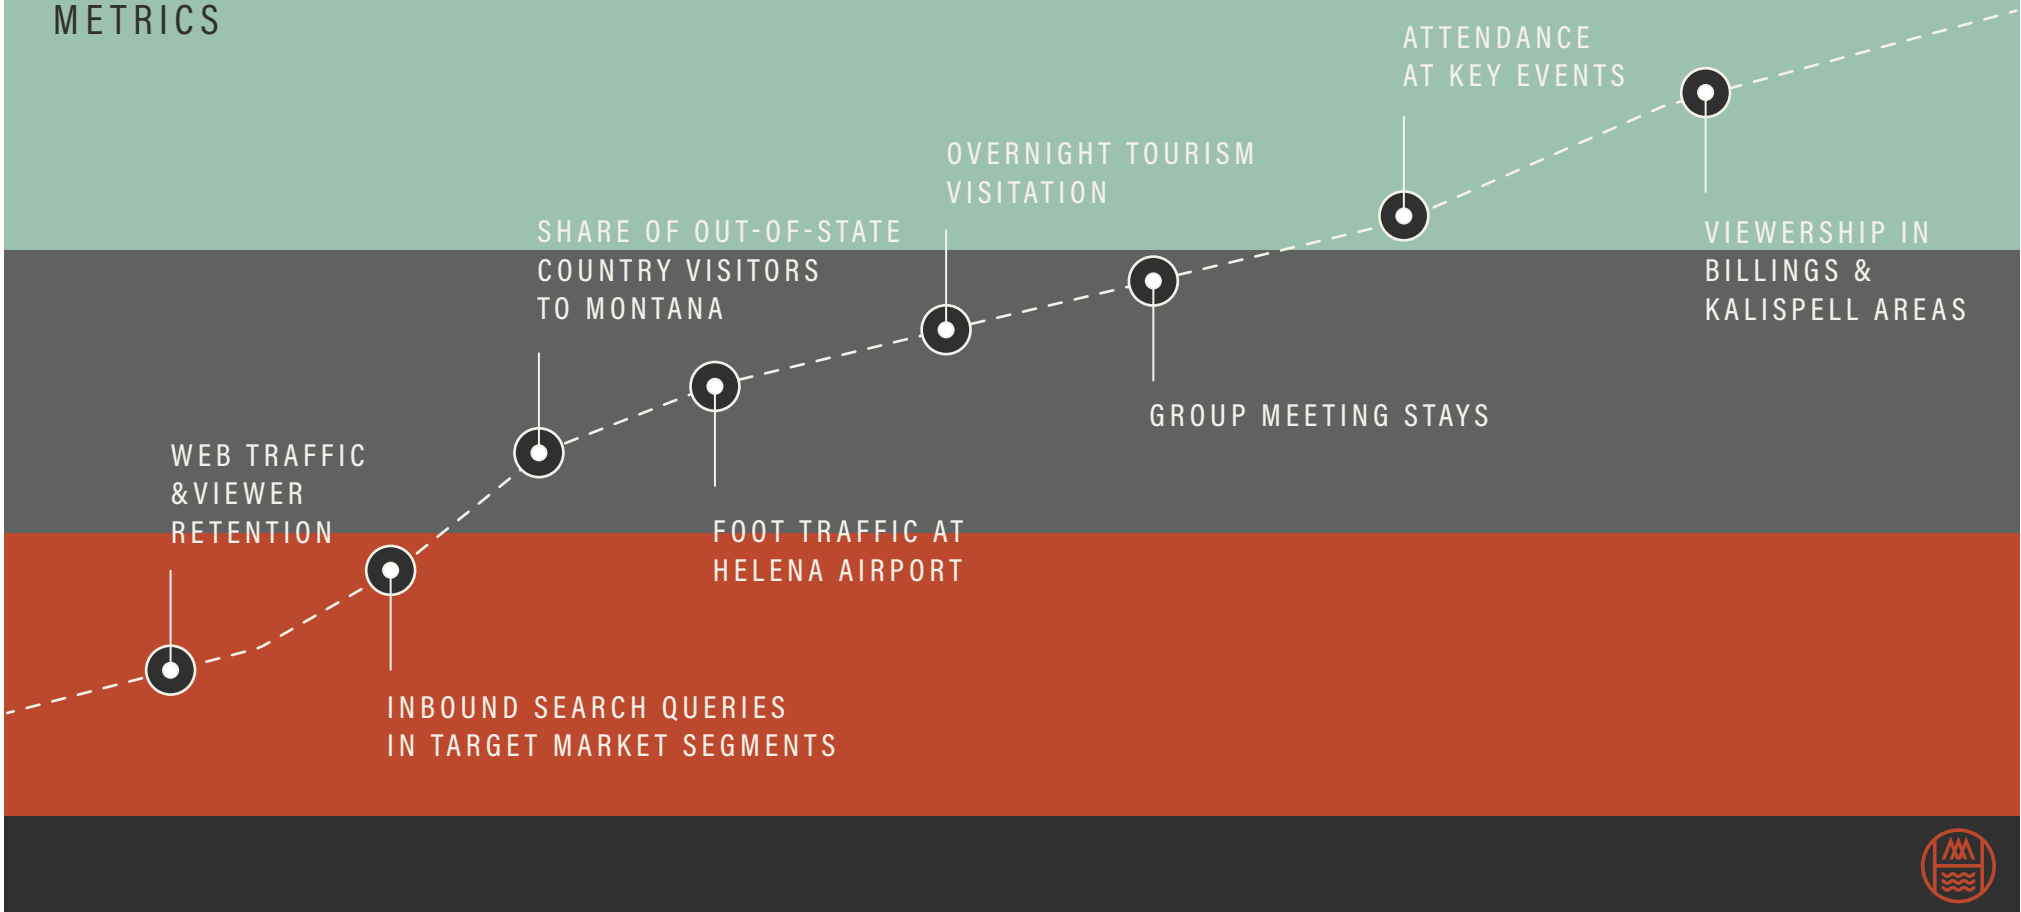 METRICS
ATTENDANCE
AT KEY EVENTS
OVERNIGHT TOURISM
VISITATION
SHARE OF OUT-OF-STATE
COUNTRY VISITORS
TO MONTANA
VIEWERSHIP IN
BILLINGS &
KALISPELL AREAS
GROUP MEETING STAYS
WEB TRAFFIC
&VIEWER
RETENTION
FOOT TRAFFIC AT
HELENA AIRPORT
INBOUND SEARCH QUERIES
IN TARGET MARKET SEGMENTS